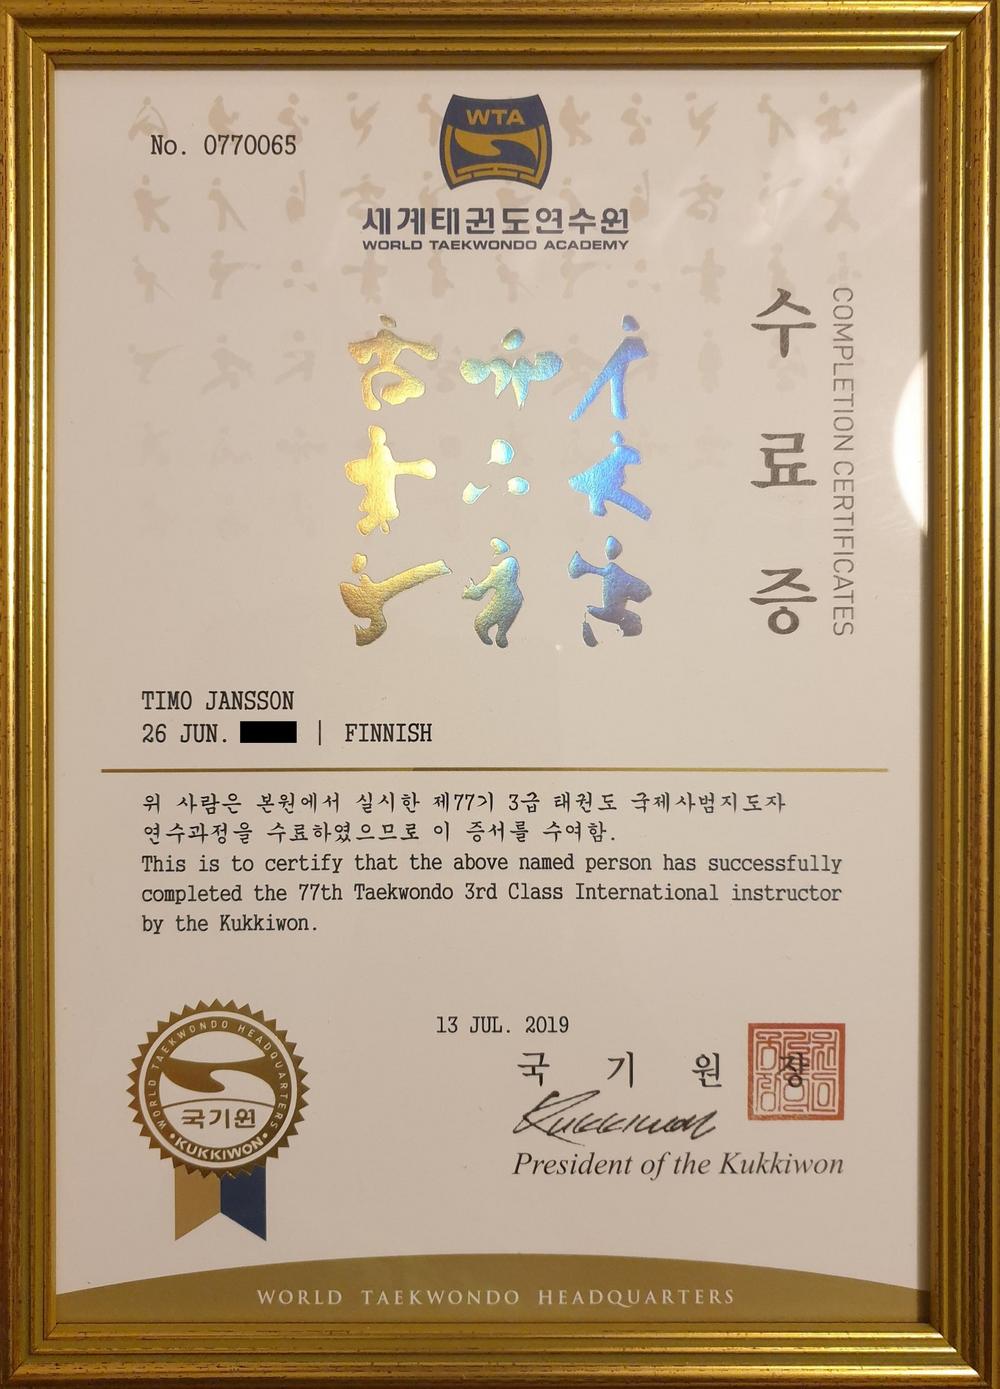 No. 0770065
WTA
세계태권도연수원
WORLD TAEKWONDO ACADEMY
수료증
COMPLETION CERTIFICATES
TIMO JANSSON
26 JUN. | FINNISH
위 사람은 본원에서 실시한 제77기 3급 태권도 국제사범지도자
연수과정을 수료하였으므로 이 증서를 수여함.
This is to certify that the above named person has successfully
completed the 77th Taekwondo 3rd Class International instructor
by the Kukkiwon.
13 JUL. 2019
국 기 원 장
Kukkiwon
President of the Kukkiwon
WORLD TAEKWONDO HEADQUARTERS
국기원
KUKKIWON
WORLD TAEKWONDO HEADQUARTERS